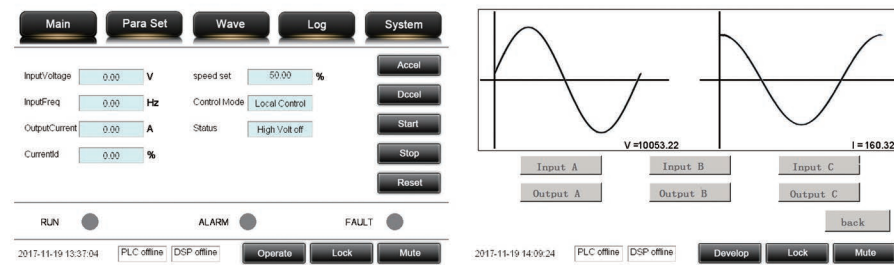 Main Para Set Wave Log System
InputVoltage 0.00 V speed set 50.00 % Accel
InputFreq 0.00 Hz Control Mode Local Control Dccel
OutputCurrent 0.00 A Status High Volt off Start
CurrentId 0.00 % Stop
Reset
RUN ALARM FAULT
2017-11-19 13:37:04 PLC offline DSP offline Operate Lock Mute
V =10053.22 I = 160.32
Input A Input B Input C
Output A Output B Output C
back
2017-11-19 14:09:24 PLC offline DSP offline Develop Lock Mute